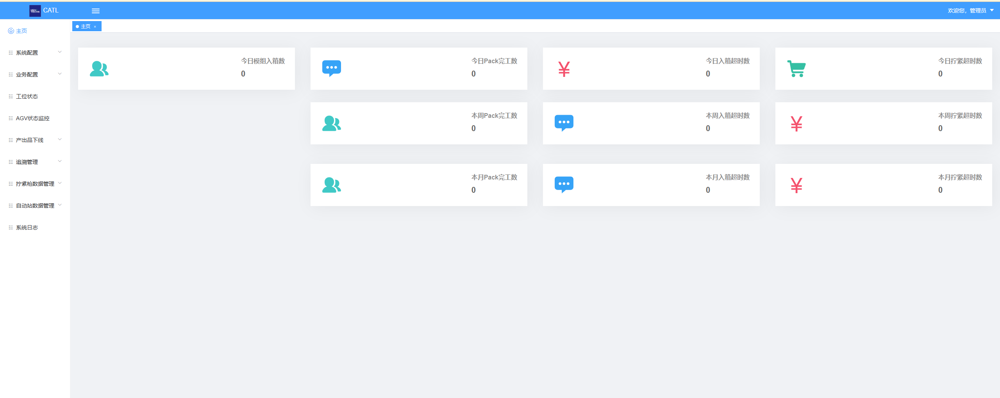 CATL
欢迎您，管理员
主页
主页 ×
系统配置
业务配置
工位状态
AGV状态监控
产出品下线
追溯管理
拧紧枪数据管理
自动站数据管理
系统日志
今日模组入箱数
0
今日Pack完工数
0
今日入箱超时数
0
今日拧紧超时数
0
本周Pack完工数
0
本周入箱超时数
0
本周拧紧超时数
0
本月Pack完工数
0
本月入箱超时数
0
本月拧紧超时数
0